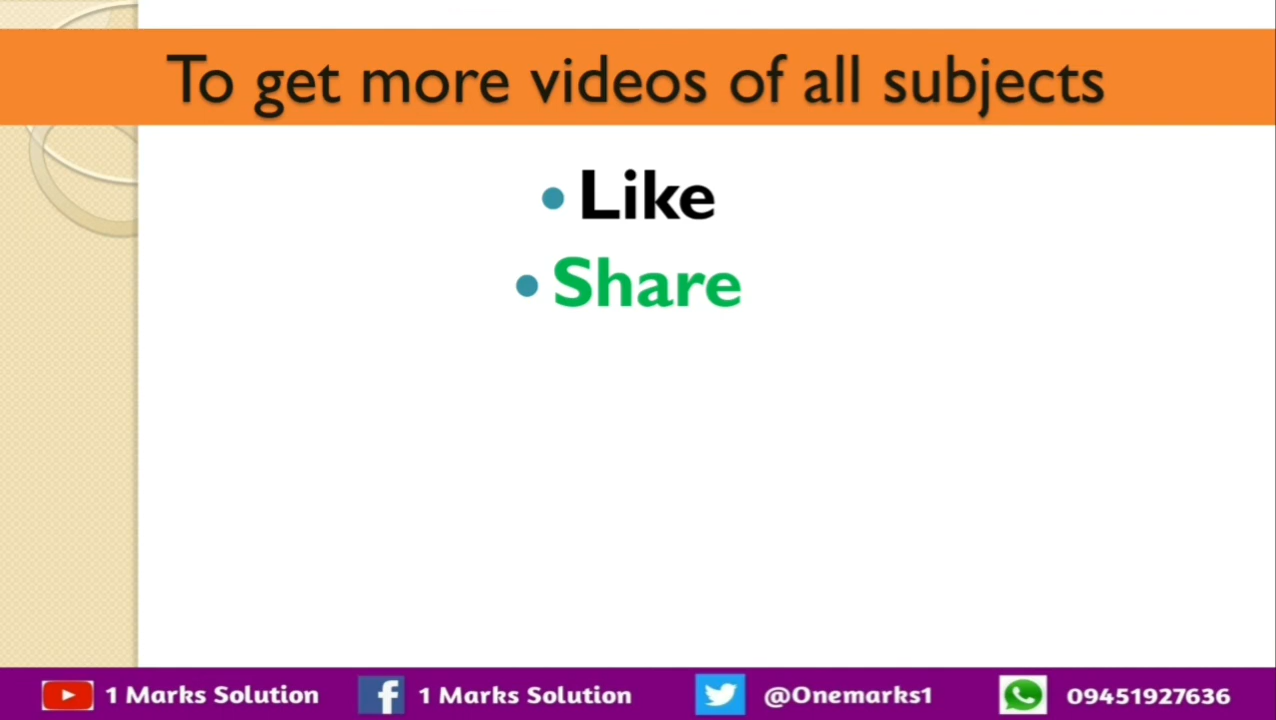 To get more videos of all subjects
• Like
• Share
1 Marks Solution 1 Marks Solution @Onemarks1 09451927636